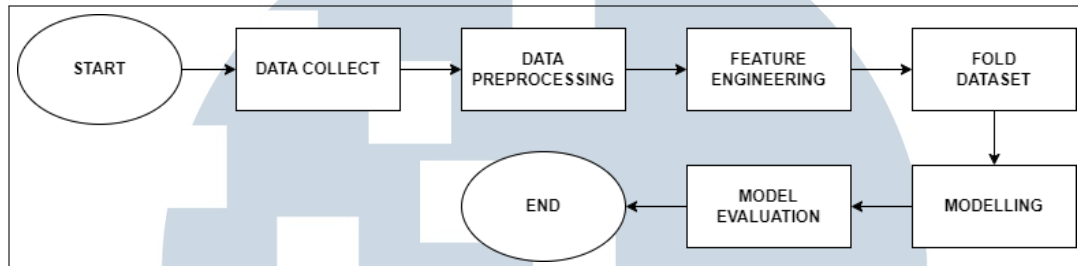 START
DATA COLLECT
DATA
PREPROCESSING
FEATURE
ENGINEERING
FOLD
DATASET
MODELLING
MODEL
EVALUATION
END